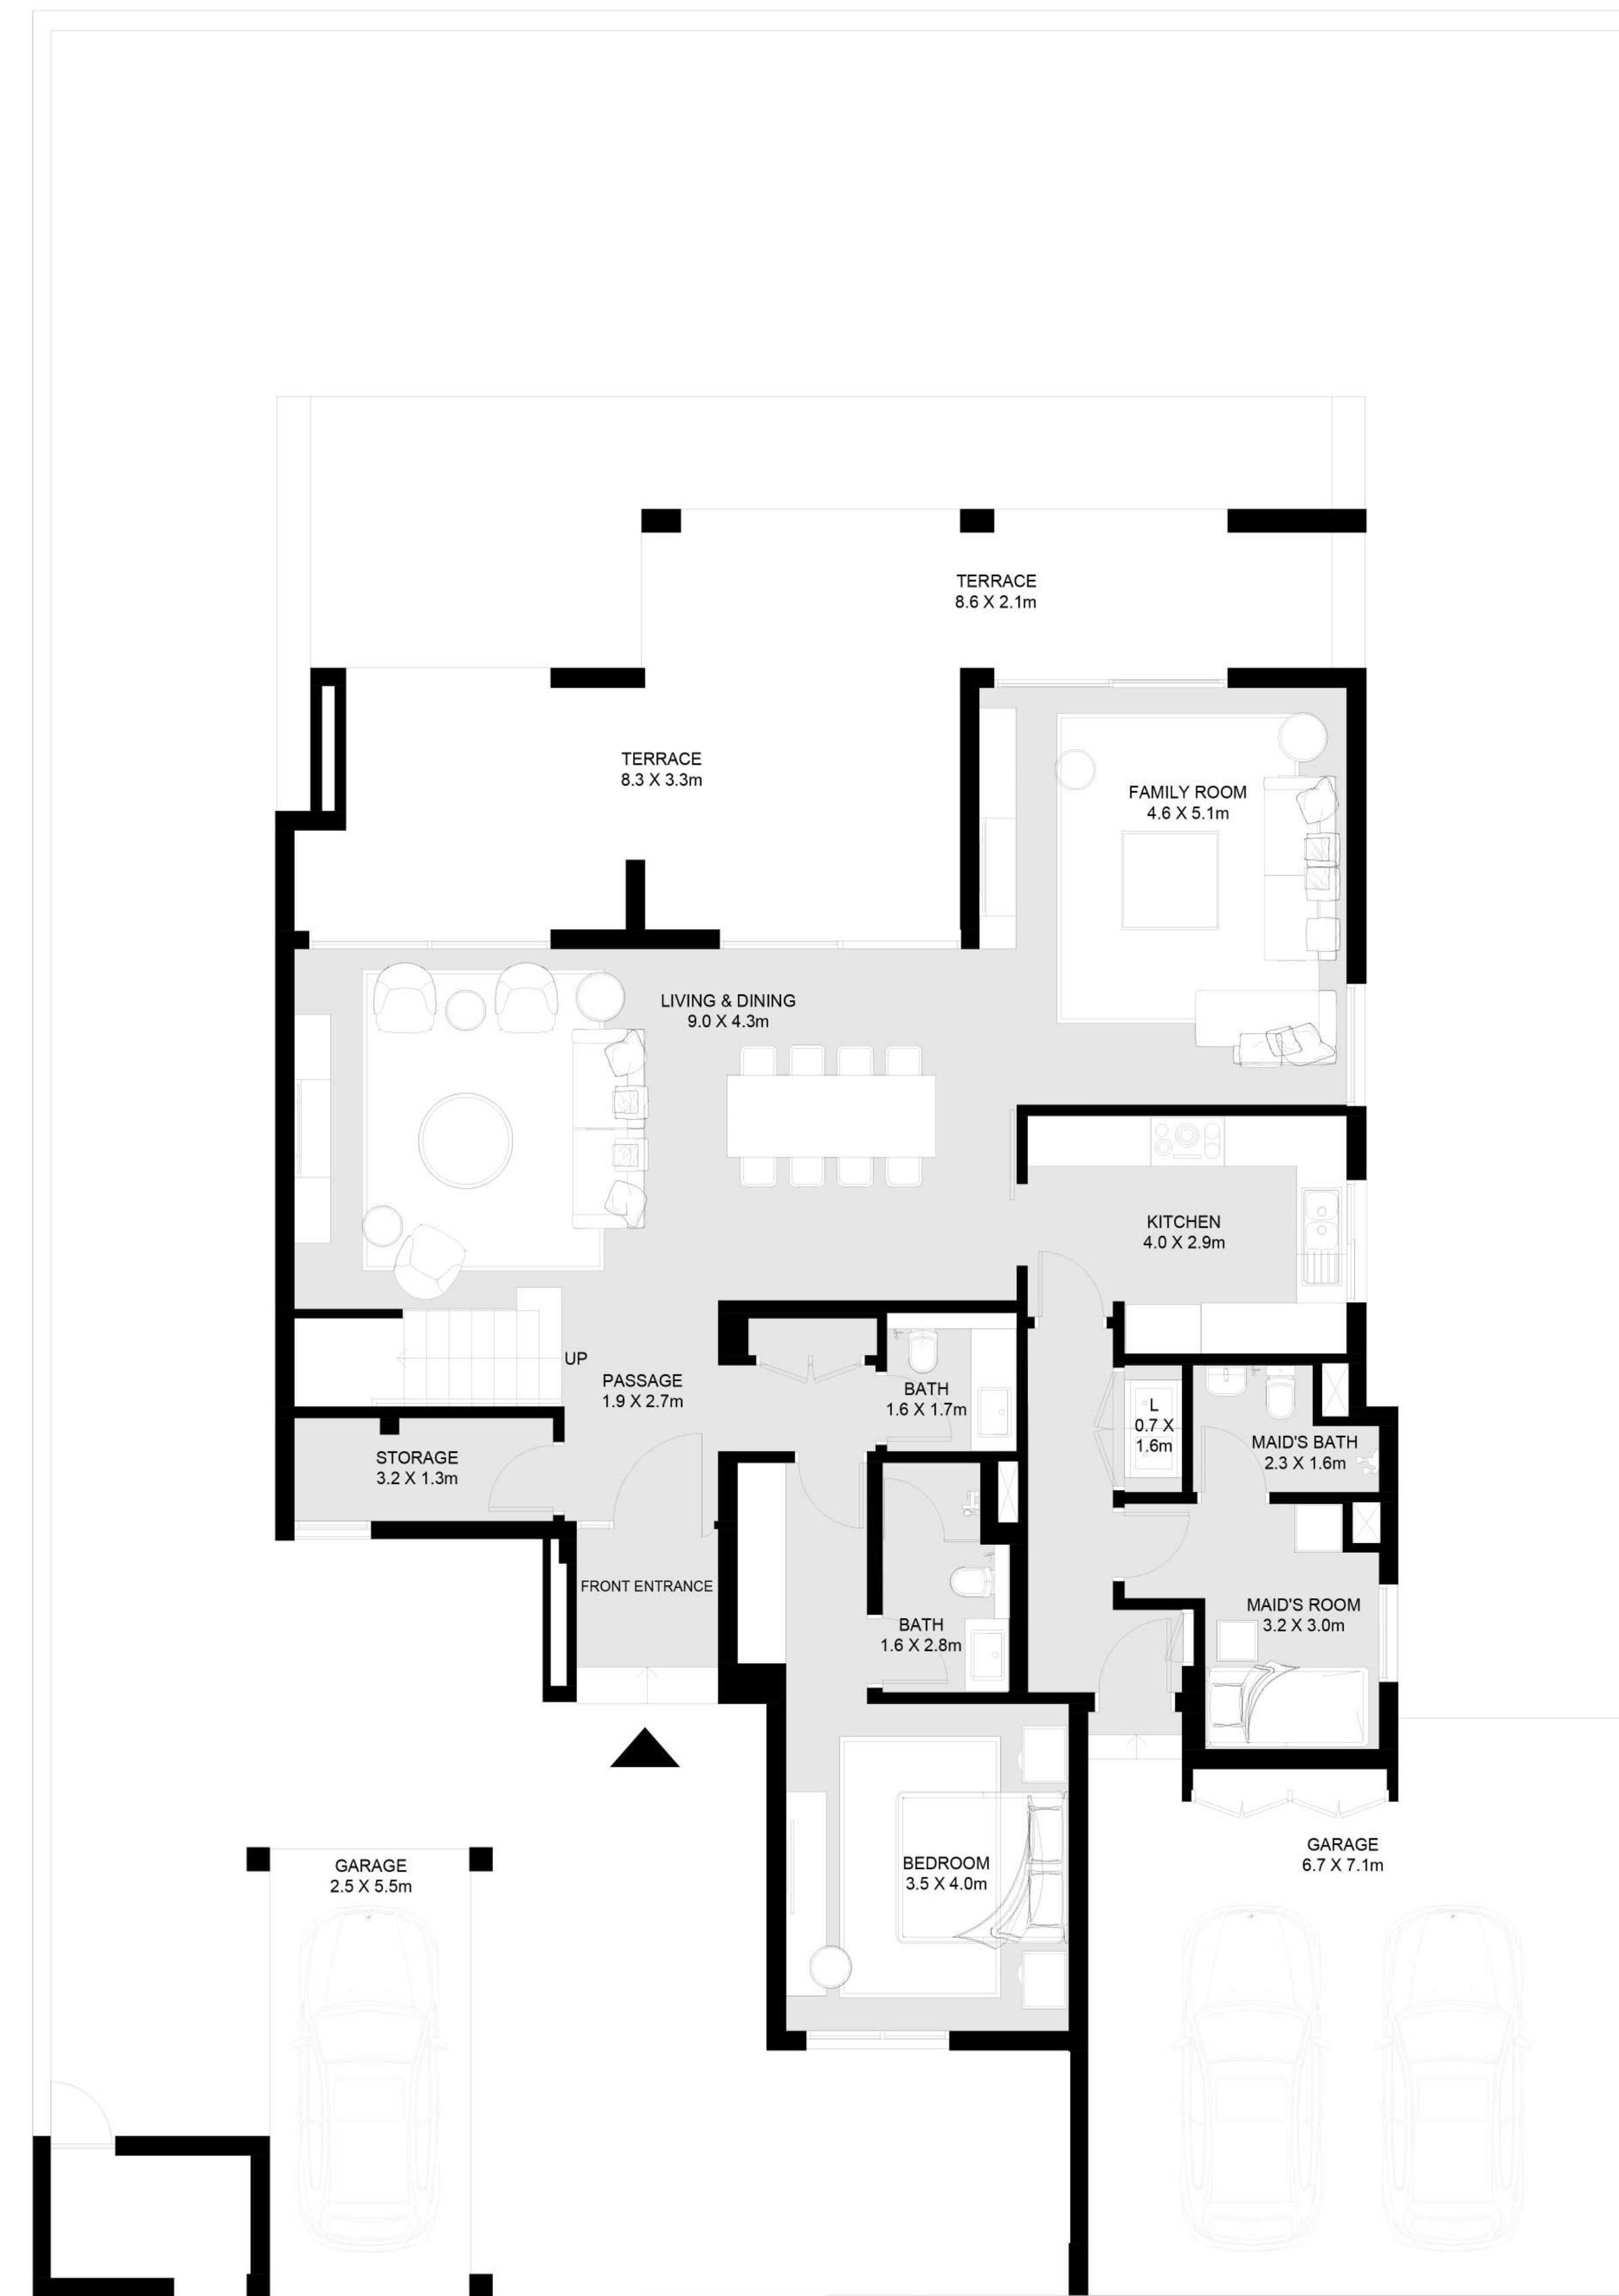 TERRACE
8.6 X 2.1m
TERRACE
8.3 X 3.3m
FAMILY ROOM
4.6 X 5.1m
LIVING & DINING
9.0 X 4.3m
KITCHEN
4.0 X 2.9m
UP
PASSAGE
1.9 X 2.7m
BATH
1.6 X 1.7m
L
0.7 X
1.6m
MAID'S BATH
2.3 X 1.6m
STORAGE
3.2 X 1.3m
FRONT ENTRANCE
BATH
1.6 X 2.8m
MAID'S ROOM
3.2 X 3.0m
BEDROOM
3.5 X 4.0m
GARAGE
2.5 X 5.5m
GARAGE
6.7 X 7.1m